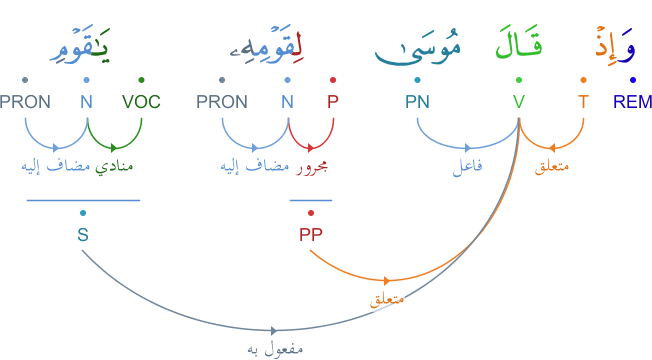 وَإِذْ قَالَ مُوسَىٰ لِقَوْمِهِۦ يَـٰقَوْمِ
REM T V PN P N PRON VOC N PRON
متعلق فاعل مجرور مضاف إليه منادي مضاف إليه
PP S
متعلق
مفعول به